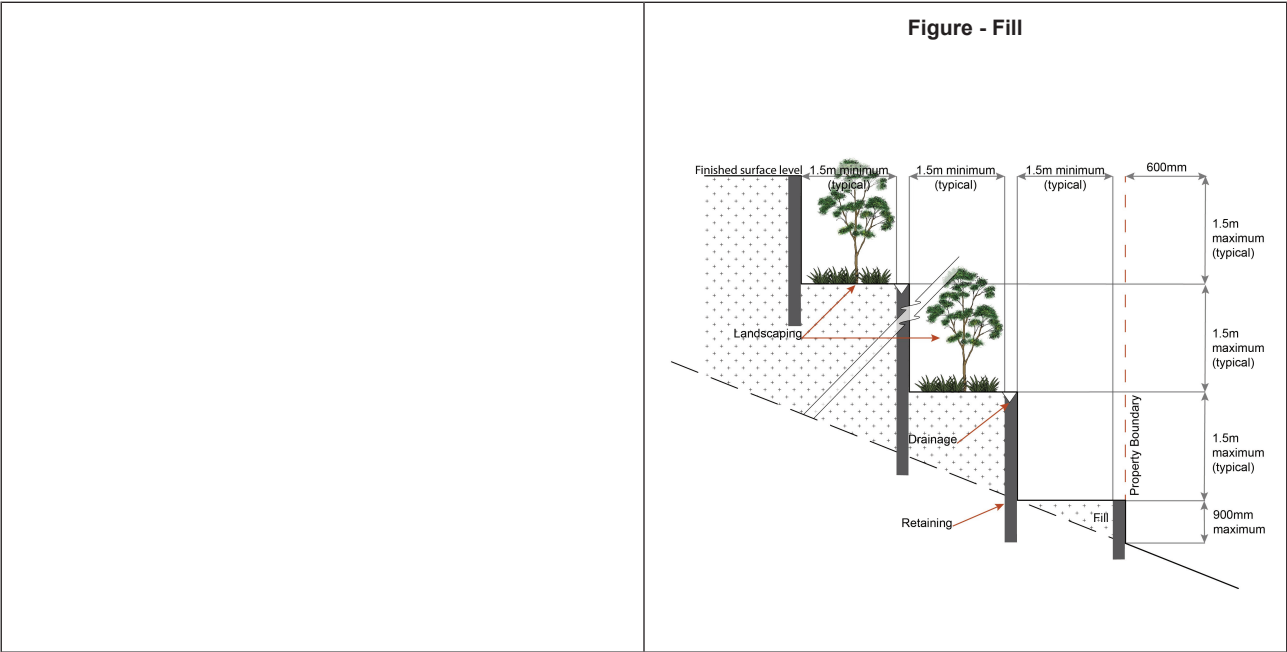 Figure - Fill
Finished surface level
1.5m minimum
(typical)
1.5m minimum
(typical)
1.5m minimum
(typical)
600mm
1.5m
maximum
(typical)
Landscaping
1.5m
maximum
(typical)
Drainage
Property Boundary
1.5m
maximum
(typical)
Retaining
Fill
900mm
maximum